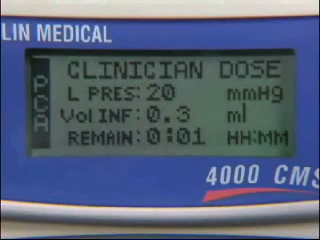 LIN MEDICAL
PCA
CLINICIAN DOSE
L PRES: 20 mmHg
Vol INF: 0.3 ml
REMAIN: 0:01 HH:MM
4000 CMS